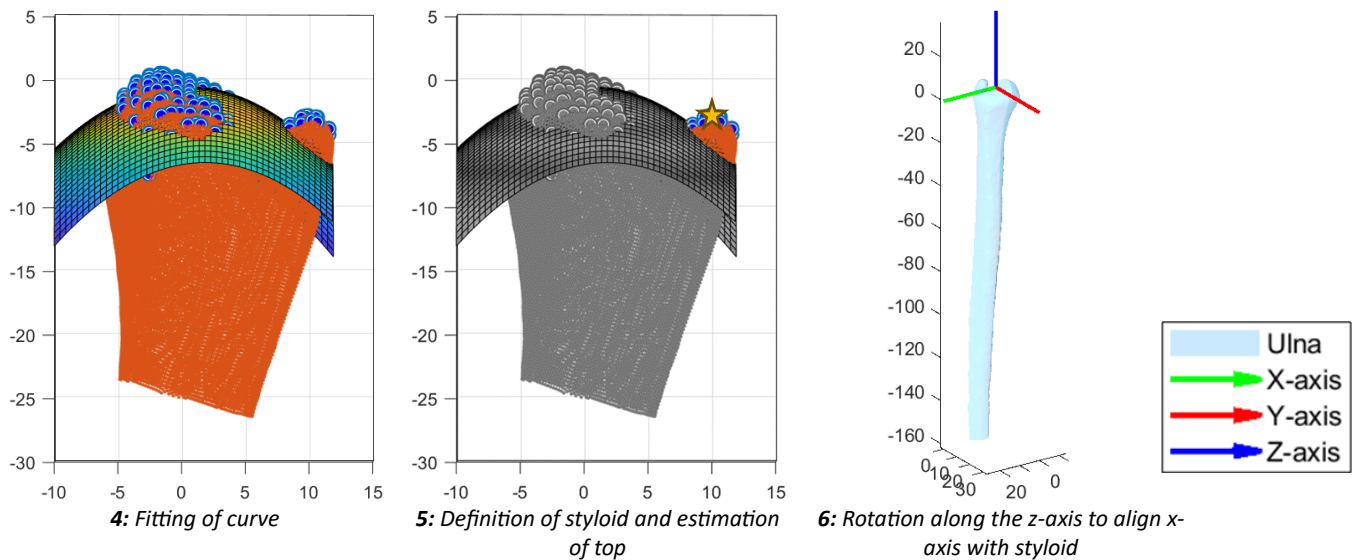 5
0
-5
-10
-15
-20
-25
-30
-10 -5 0 5 10 15
4: Fitting of curve
5
0
-5
-10
-15
-20
-25
-30
-10 -5 0 5 10 15
5: Definition of styloid and estimation
of top
20
0
-20
-40
-60
-80
-100
-120
-140
-160
0 10 20 30 20 0
6: Rotation along the z-axis to align x-
axis with styloid
Ulna
X-axis
Y-axis
Z-axis